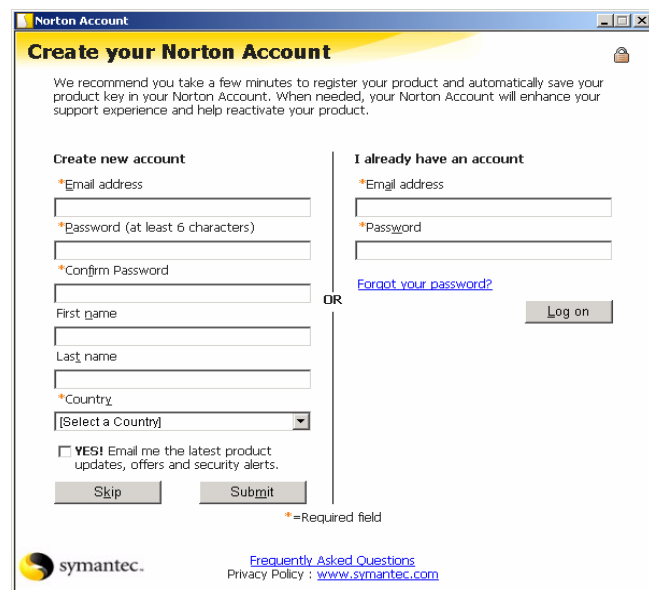 Norton Account
Create your Norton Account
We recommend you take a few minutes to register your product and automatically save your
product key in your Norton Account. When needed, your Norton Account will enhance your
support experience and help reactivate your product.
Create new account
*Email address
*Password (at least 6 characters)
*Confirm Password
First name
Last name
*Country
[Select a Country]
YES! Email me the latest product
updates, offers and security alerts.
Skip
Submit
OR
I already have an account
*Email address
*Password
Forgot your password?
Log on
*=Required field
symantec.
Frequently Asked Questions
Privacy Policy : www.symantec.com